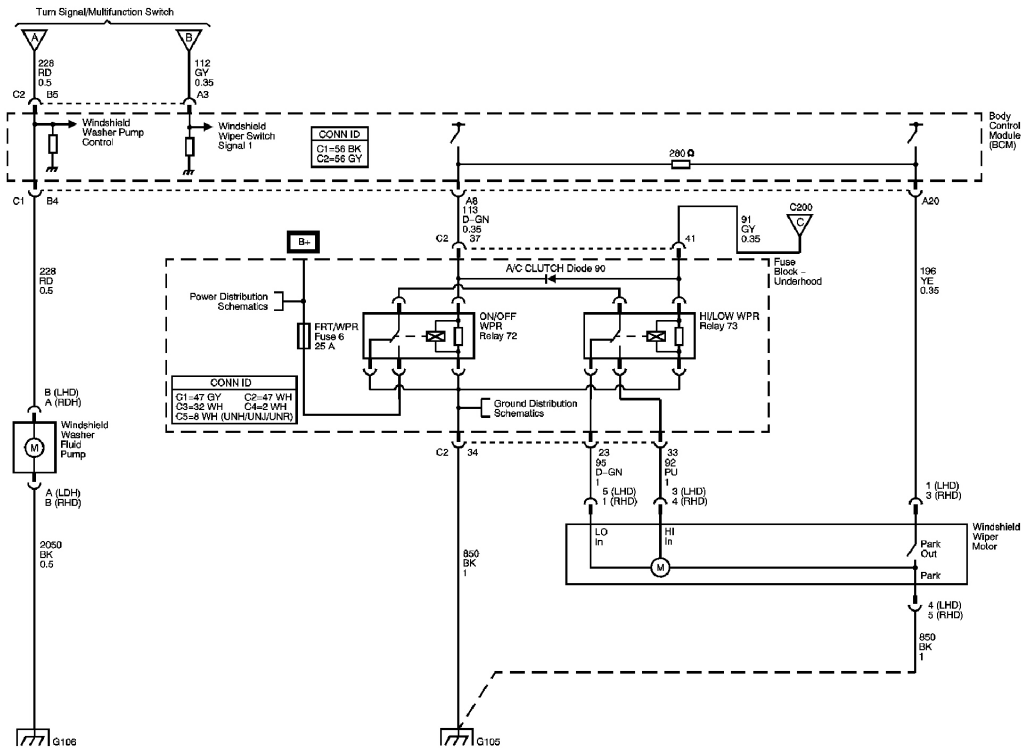 Turn Signal/Multifunction Switch
A
B
228
RD
0.5
112
GY
0.35
C2
B5
A3
Windshield
Washer Pump
Control
Windshield
Wiper Switch
Signal 1
CONN ID
C1=56 BK
C2=56 GY
280 Ω
Body
Control
Module
(BCM)
C1
B4
A8
113
D-GN
0.35
C2
37
41
91
GY
0.35
C200
C
A20
B+
228
RD
0.5
A/C CLUTCH Diode 90
Fuse
Block –
Underhood
196
YE
0.35
Power Distribution
Schematics
FRT/WPR
Fuse 6
25 A
ON/OFF
WPR
Relay 72
HI/LOW WPR
Relay 73
CONN ID
C1=47 GY
C2=47 WH
C3=32 WH
C4=2 WH
C5=8 WH (UNH/UNJ/UNR)
Ground Distribution
Schematics
B (LHD)
A (RDH)
Windshield
Washer
Fluid
Pump
M
C2
34
23
95
D-GN
1
33
92
PU
1
A (LDH)
B (RHD)
5 (LHD)
1 (RHD)
3 (LHD)
4 (RHD)
1 (LHD)
3 (RHD)
LO
In
HI
In
M
Park
Out
Park
Windshield
Wiper
Motor
2050
BK
0.5
850
BK
1
4 (LHD)
5 (RHD)
850
BK
1
G106
G105